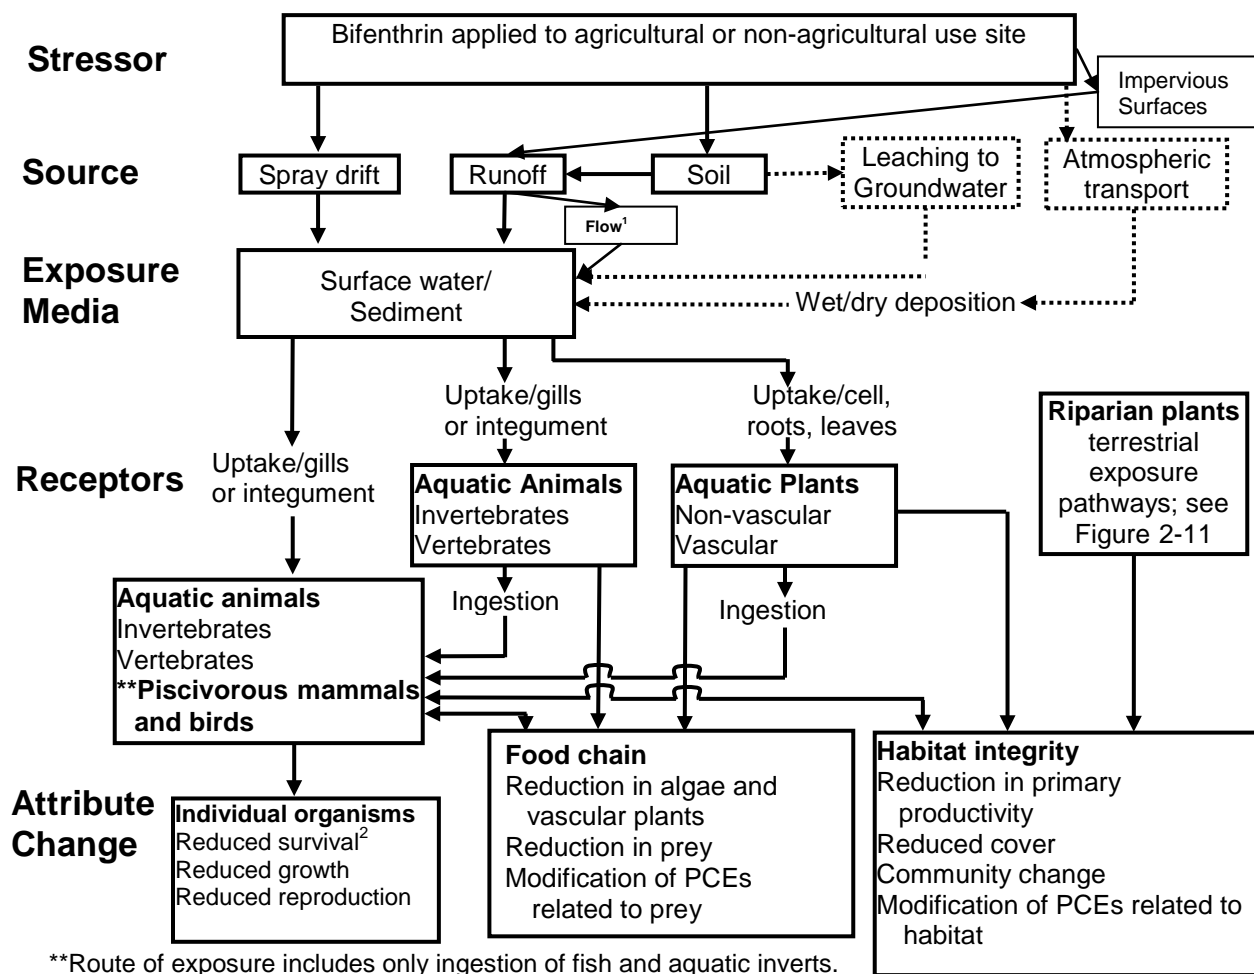 Stressor
Bifenthrin applied to agricultural or non-agricultural use site
Impervious
Surfaces
Source
Spray drift
Runoff
Soil
Leaching to
Groundwater
Atmospheric
transport
Flow¹
Exposure
Media
Surface water/
Sediment
Wet/dry deposition
Uptake/gills
or integument
Uptake/cell,
roots, leaves
Riparian plants
terrestrial
exposure
pathways; see
Figure 2-11
Receptors
Uptake/gills
or integument
Aquatic Animals
Invertebrates
Vertebrates
Aquatic Plants
Non-vascular
Vascular
Ingestion
Ingestion
Aquatic animals
Invertebrates
Vertebrates
**Piscivorous mammals
and birds
Attribute
Change
Individual organisms
Reduced survival²
Reduced growth
Reduced reproduction
Food chain
Reduction in algae and
vascular plants
Reduction in prey
Modification of PCEs
related to prey
Habitat integrity
Reduction in primary
productivity
Reduced cover
Community change
Modification of PCEs related to
habitat
**Route of exposure includes only ingestion of fish and aquatic inverts.